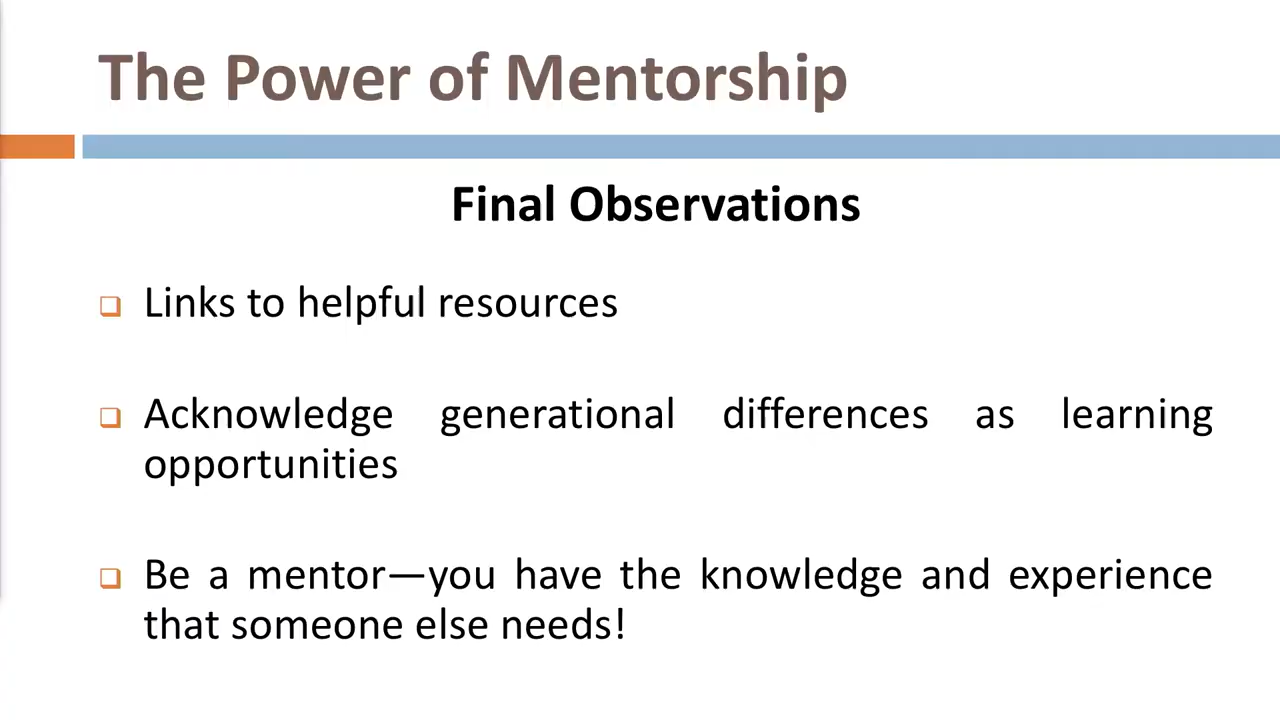 The Power of Mentorship
Final Observations
Links to helpful resources
Acknowledge generational differences as learning
opportunities
Be a mentor—you have the knowledge and experience
that someone else needs!